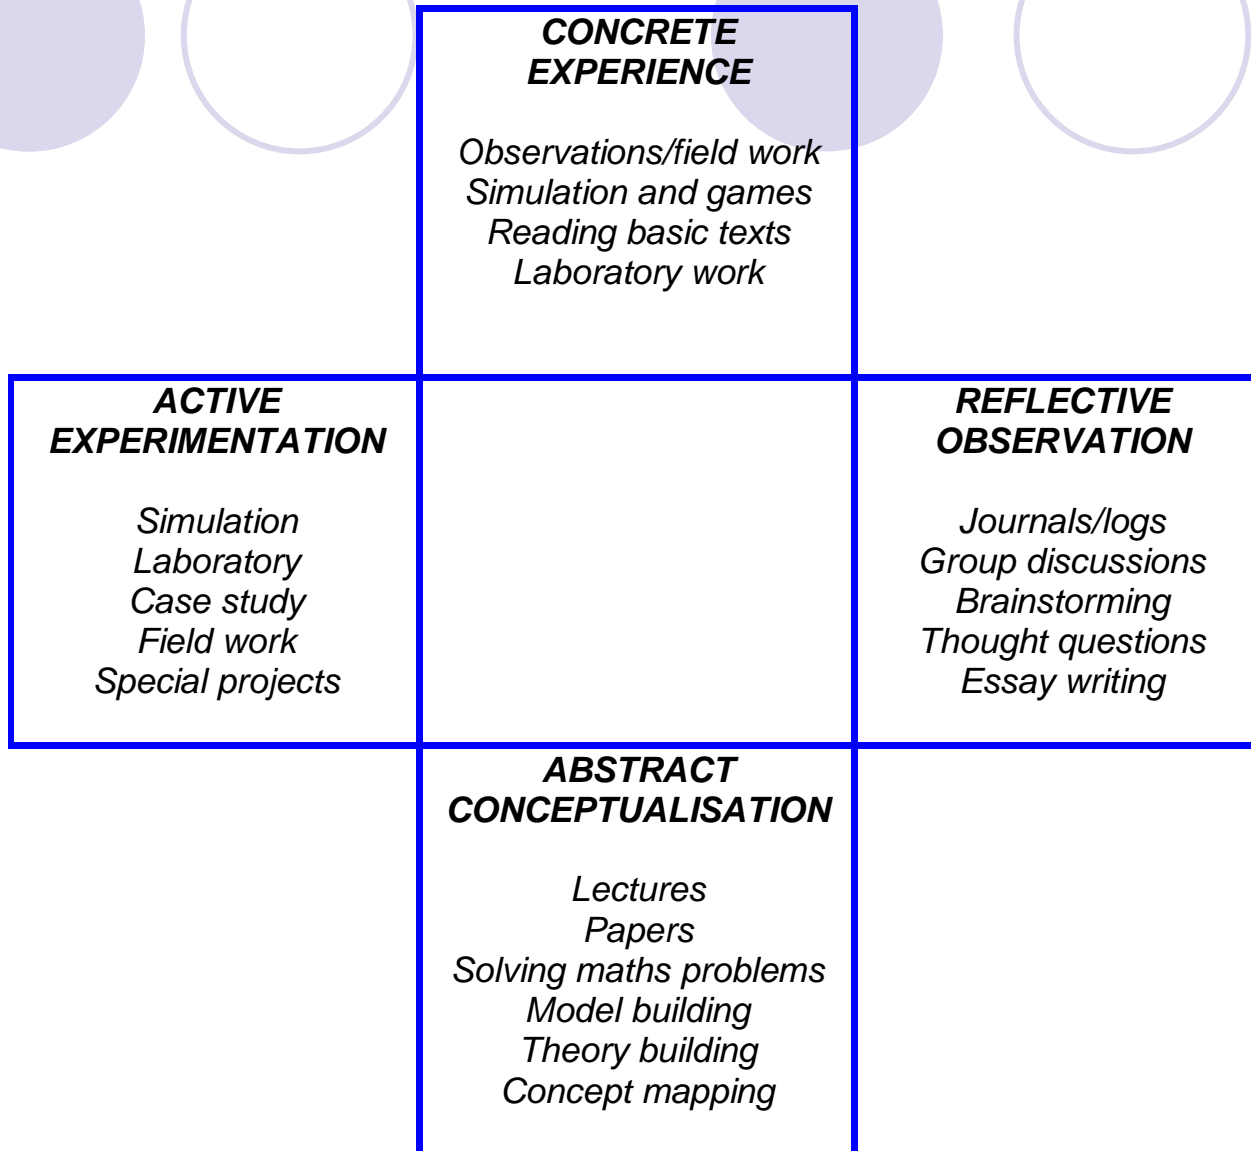 CONCRETE
EXPERIENCE
Observations/field work
Simulation and games
Reading basic texts
Laboratory work
ACTIVE
EXPERIMENTATION
Simulation
Laboratory
Case study
Field work
Special projects
REFLECTIVE
OBSERVATION
Journals/logs
Group discussions
Brainstorming
Thought questions
Essay writing
ABSTRACT
CONCEPTUALISATION
Lectures
Papers
Solving maths problems
Model building
Theory building
Concept mapping